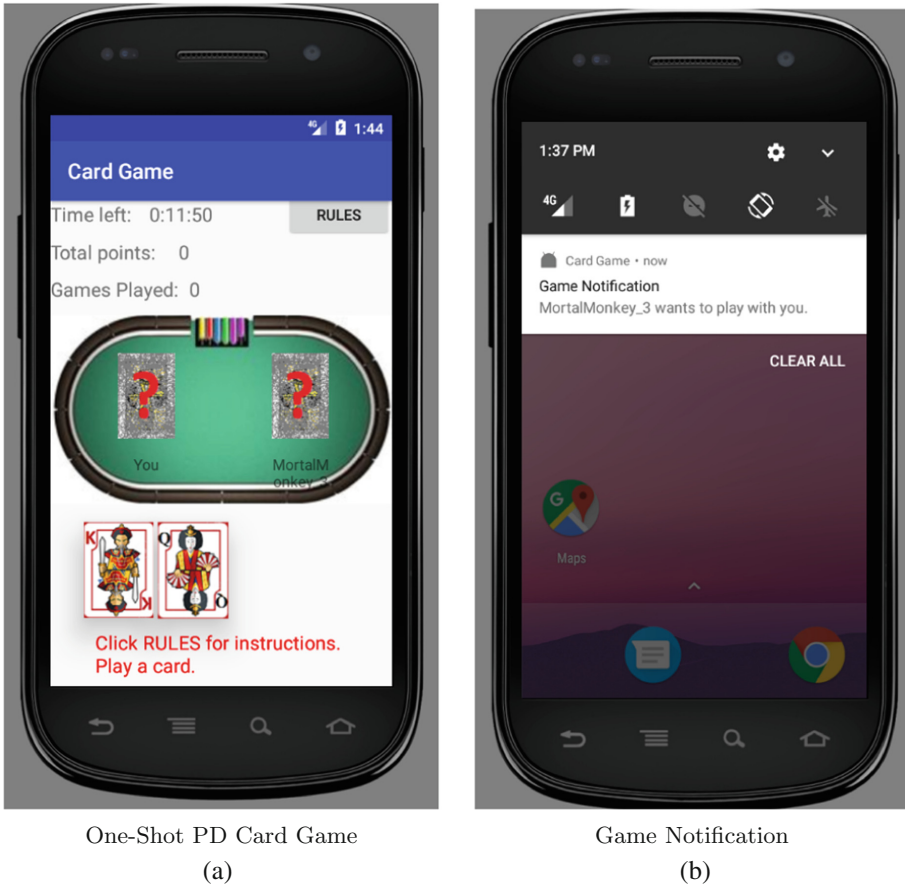 4G 1:44
Card Game
Time left: 0:11:50 RULES
Total points: 0
Games Played: 0
? ?
You MortalM
onkey_3
K Q
K Q
Click RULES for instructions.
Play a card.
One-Shot PD Card Game
(a)
1:37 PM
4G
Card Game • now
Game Notification
MortalMonkey_3 wants to play with you.
CLEAR ALL
G
Maps
Game Notification
(b)